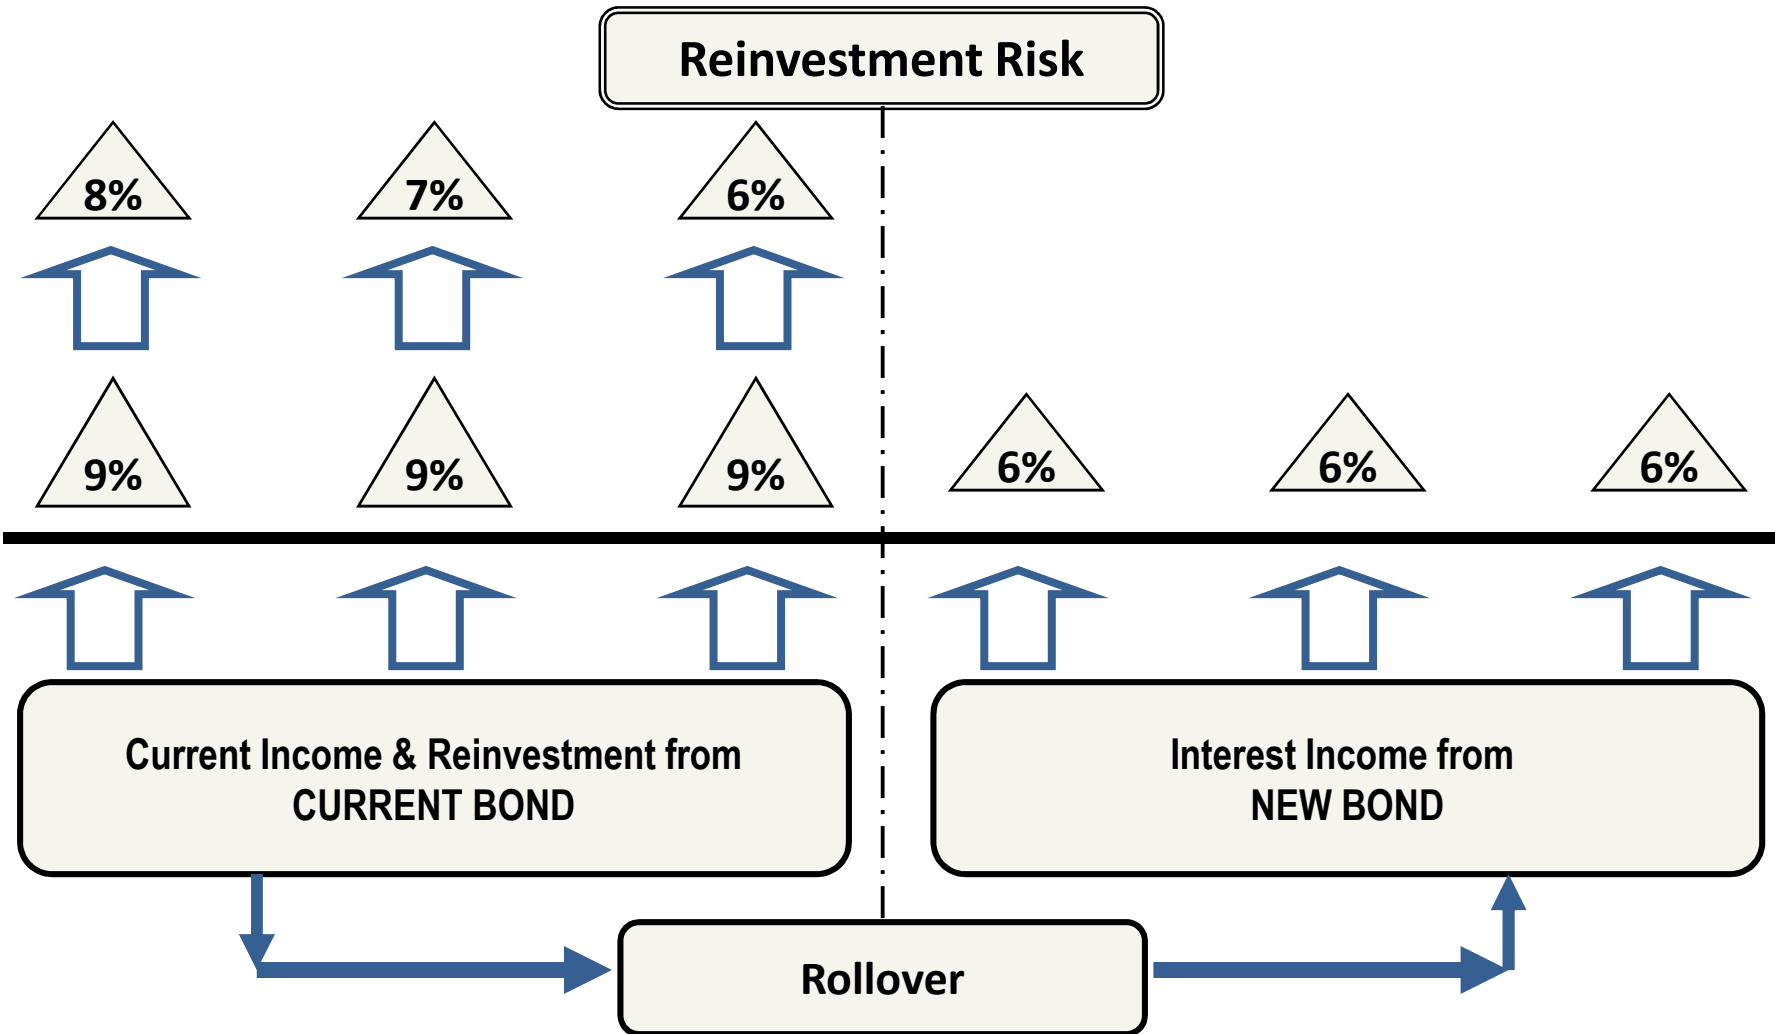 Reinvestment Risk
8%
7%
6%
9%
9%
9%
6%
6%
6%
Current Income & Reinvestment from
CURRENT BOND
Interest Income from
NEW BOND
Rollover